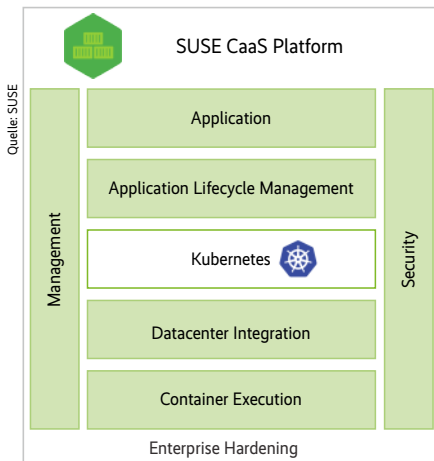 SUSE CaaS Platform
Quelle: SUSE
Management
Application
Application Lifecycle Management
Kubernetes
Datacenter Integration
Container Execution
Security
Enterprise Hardening